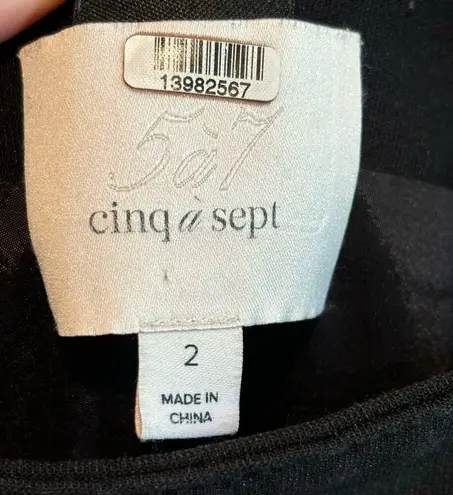 13982567
5à7
cinq à sept
2
MADE IN
CHINA